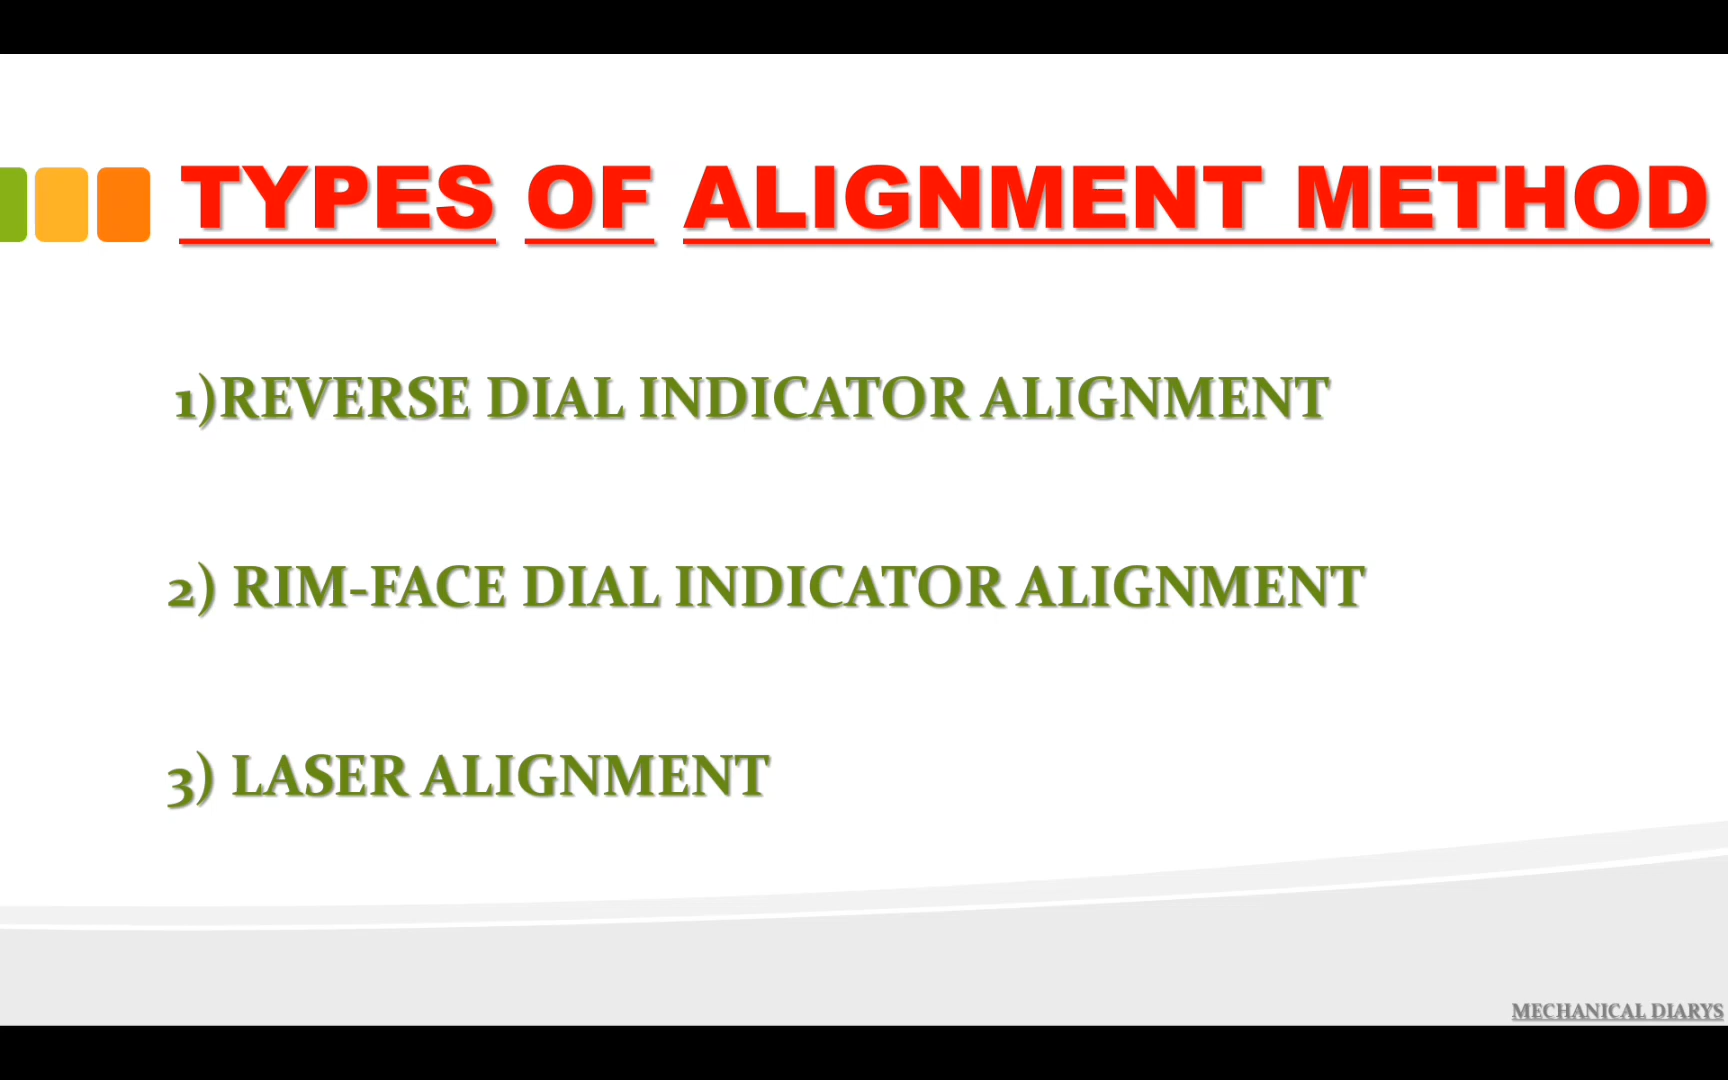 TYPES OF ALIGNMENT METHOD
1)REVERSE DIAL INDICATOR ALIGNMENT
2) RIM-FACE DIAL INDICATOR ALIGNMENT
3) LASER ALIGNMENT
MECHANICAL DIARYS